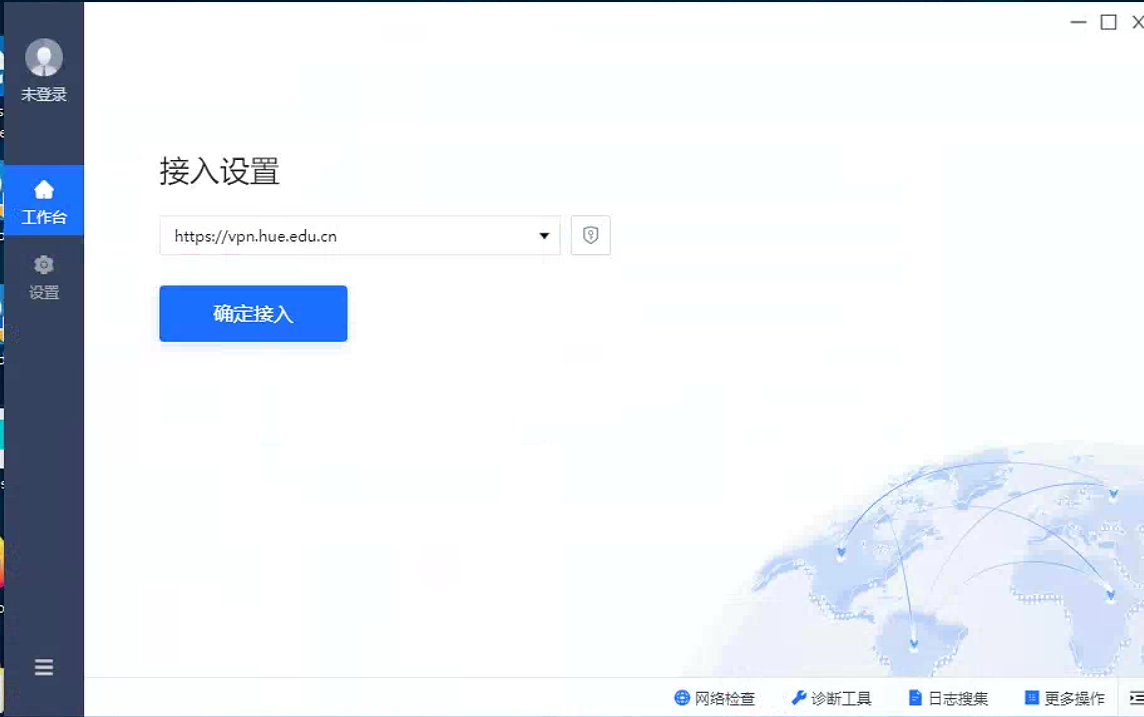 未登录
工作台
设置
接入设置
https://vpn.hue.edu.cn
确定接入
网络检查
诊断工具
日志搜集
更多操作